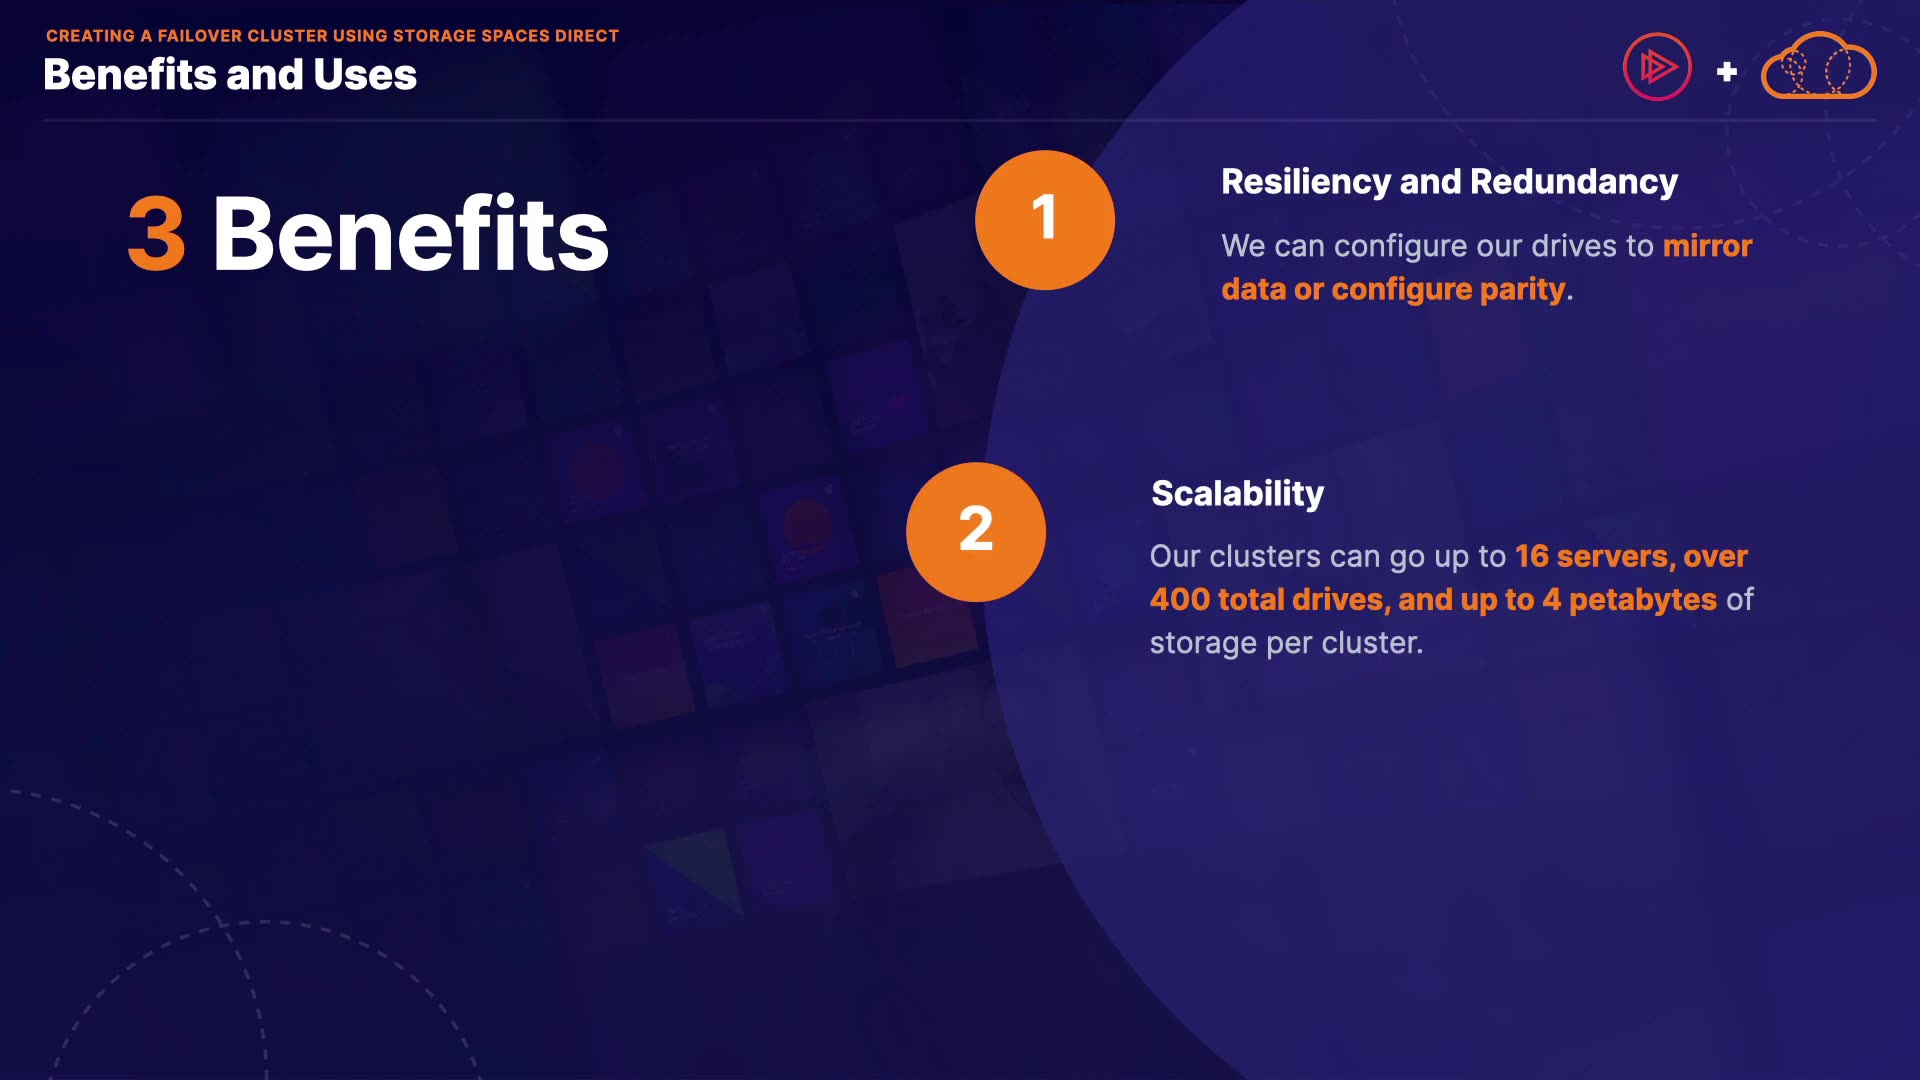 CREATING A FAILOVER CLUSTER USING STORAGE SPACES DIRECT
Benefits and Uses
3 Benefits
1
Resiliency and Redundancy
We can configure our drives to mirror
data or configure parity.
2
Scalability
Our clusters can go up to 16 servers, over
400 total drives, and up to 4 petabytes of
storage per cluster.